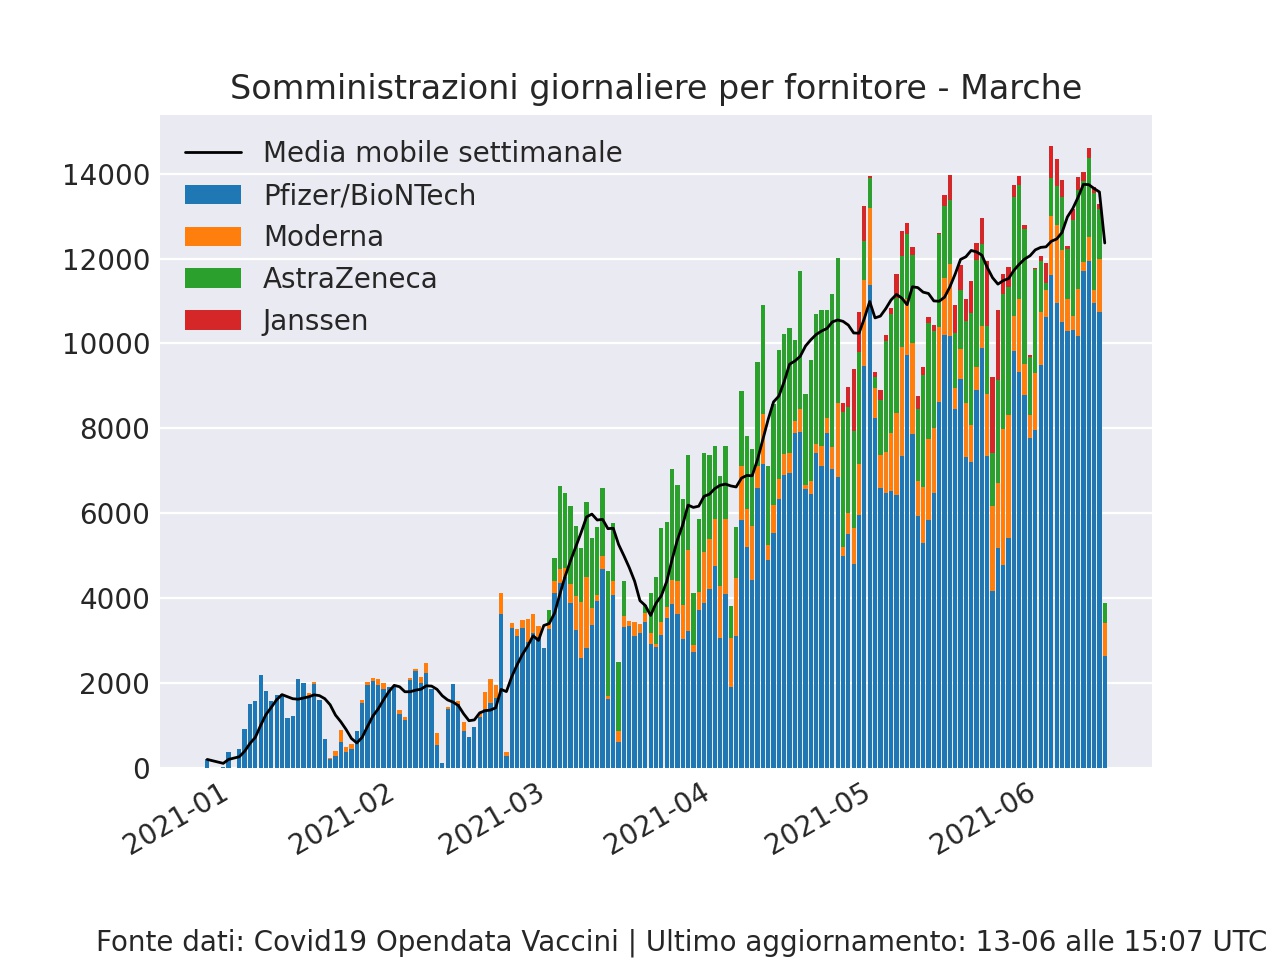 Somministrazioni giornaliere per fornitore - Marche
Media mobile settimanale
Pfizer/BioNTech
Moderna
AstraZeneca
Janssen
14000
12000
10000
8000
6000
4000
2000
0
2021-01
2021-02
2021-03
2021-04
2021-05
2021-06
Fonte dati: Covid19 Opendata Vaccini | Ultimo aggiornamento: 13-06 alle 15:07 UTC